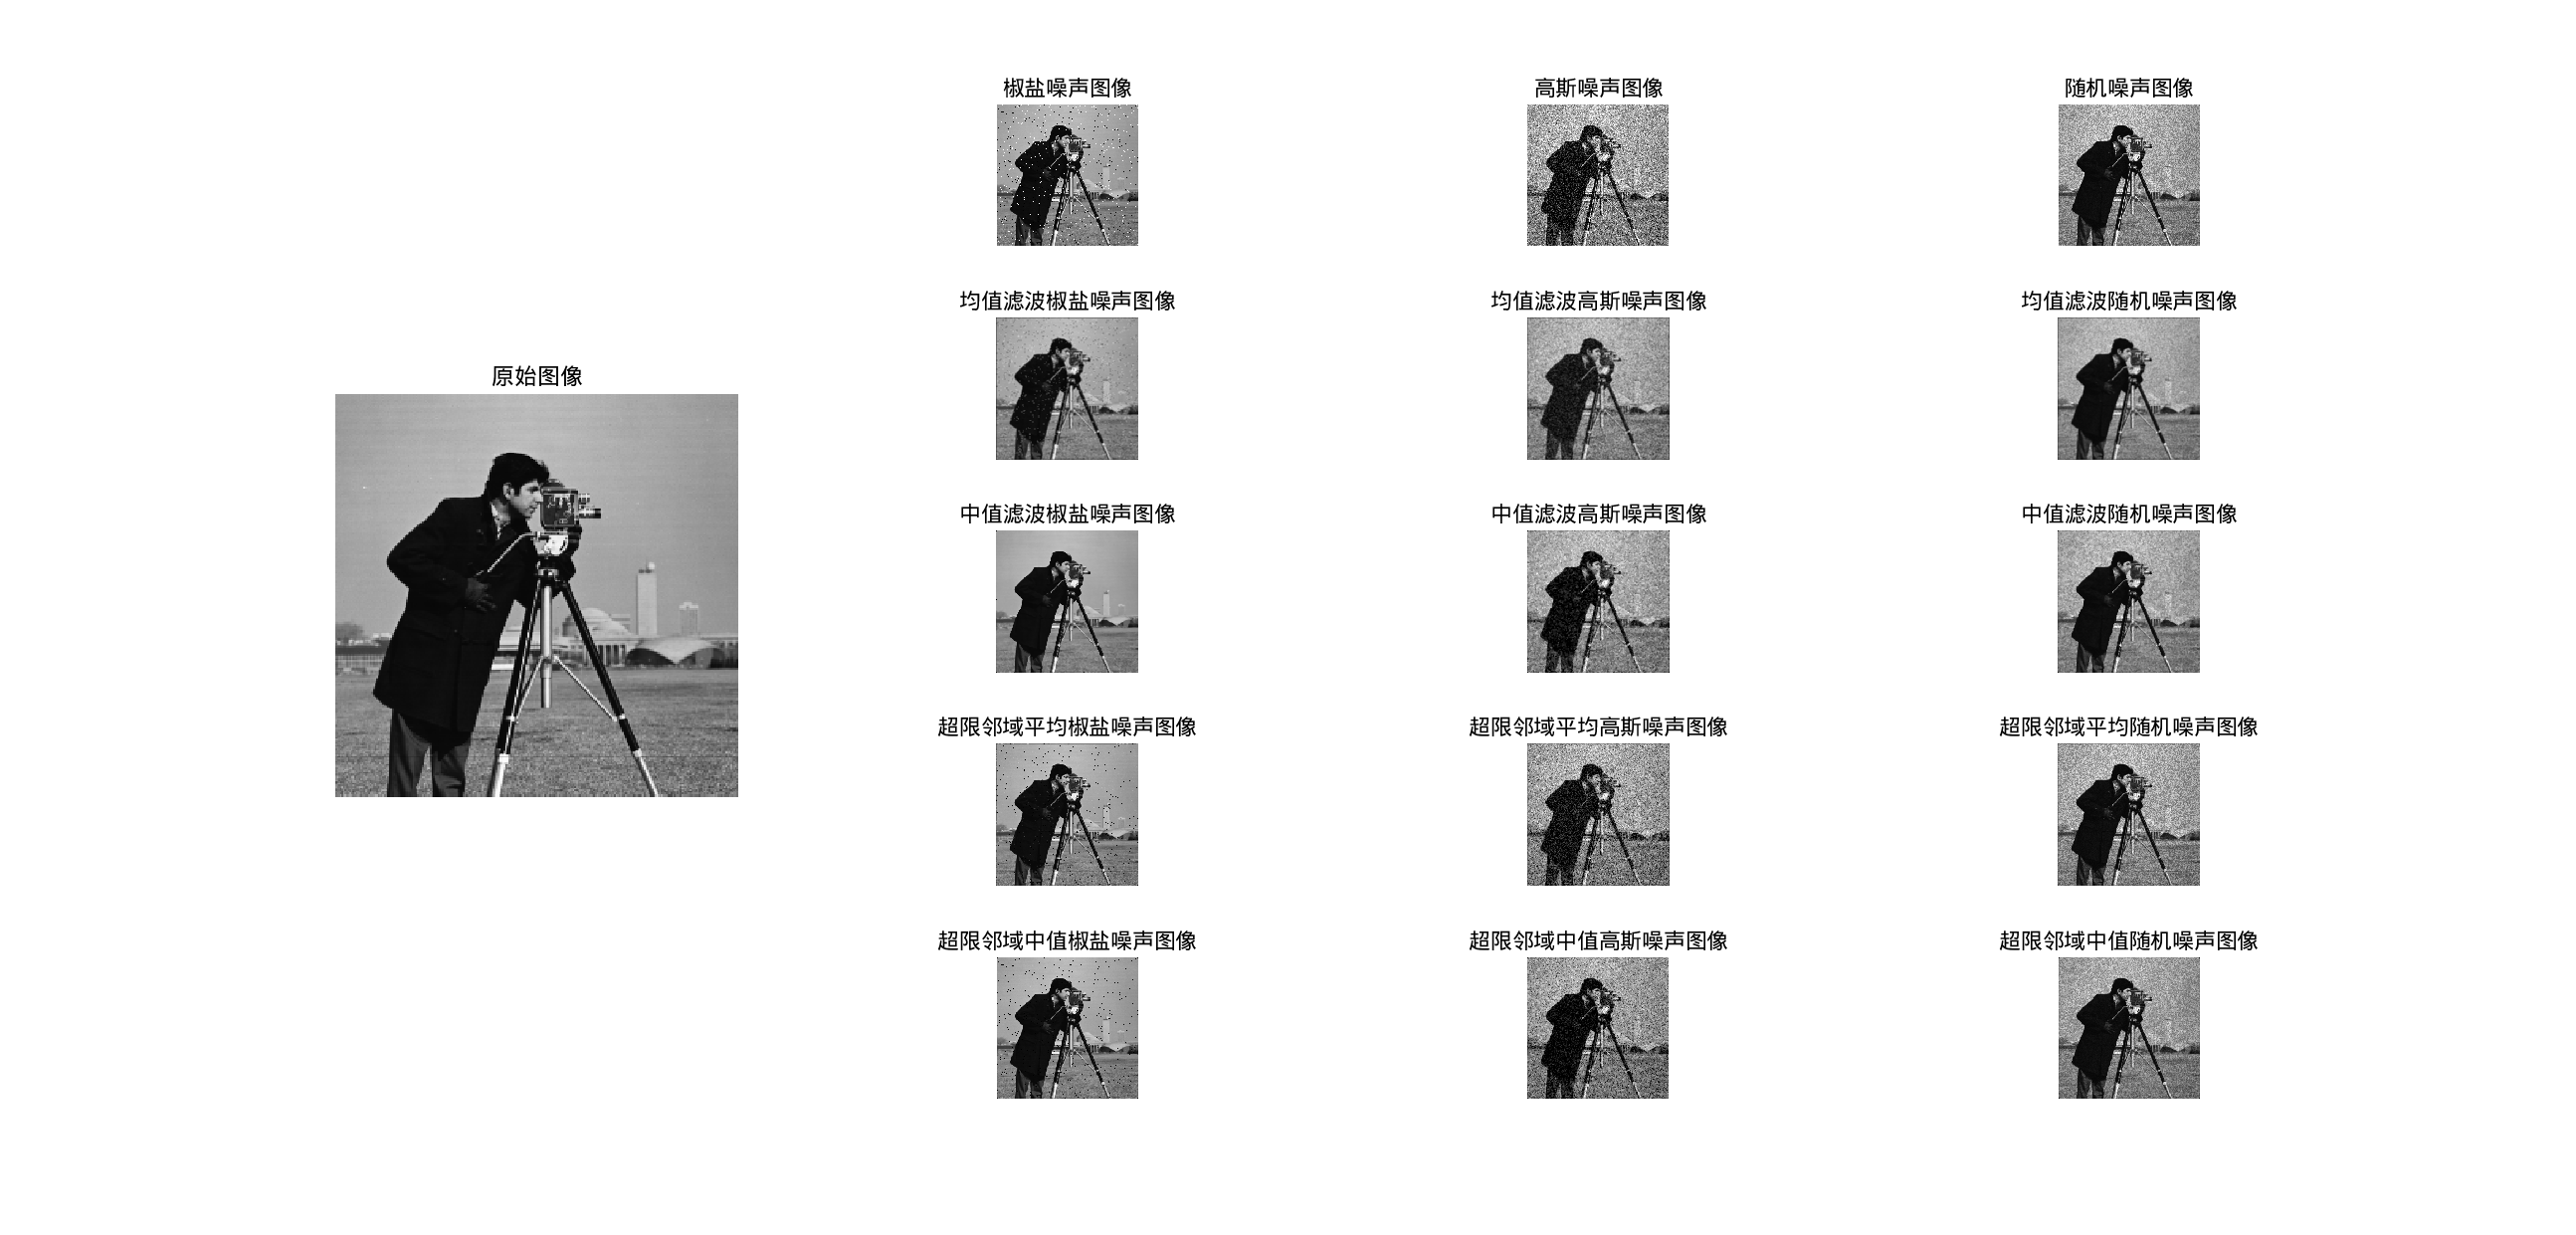 椒盐噪声图像
高斯噪声图像
随机噪声图像
均值滤波椒盐噪声图像
均值滤波高斯噪声图像
均值滤波随机噪声图像
原始图像
中值滤波椒盐噪声图像
中值滤波高斯噪声图像
中值滤波随机噪声图像
超限邻域平均椒盐噪声图像
超限邻域平均高斯噪声图像
超限邻域平均随机噪声图像
超限邻域中值椒盐噪声图像
超限邻域中值高斯噪声图像
超限邻域中值随机噪声图像